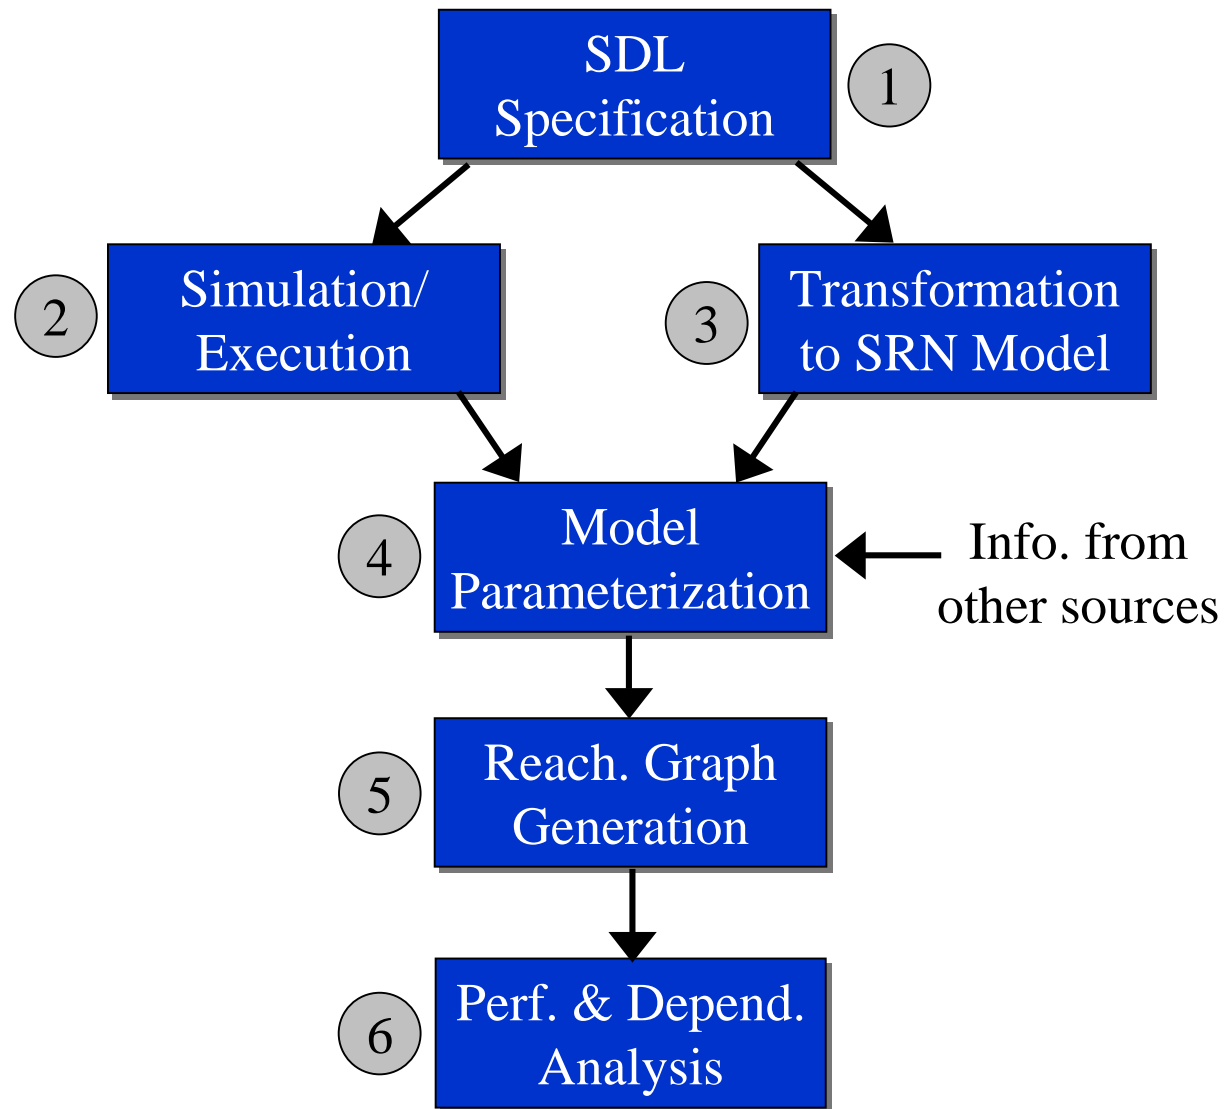 SDL
Specification
1
Simulation/
Execution
2
Transformation
to SRN Model
3
Model
Parameterization
4
Info. from
other sources
Reach. Graph
Generation
5
Perf. & Depend.
Analysis
6